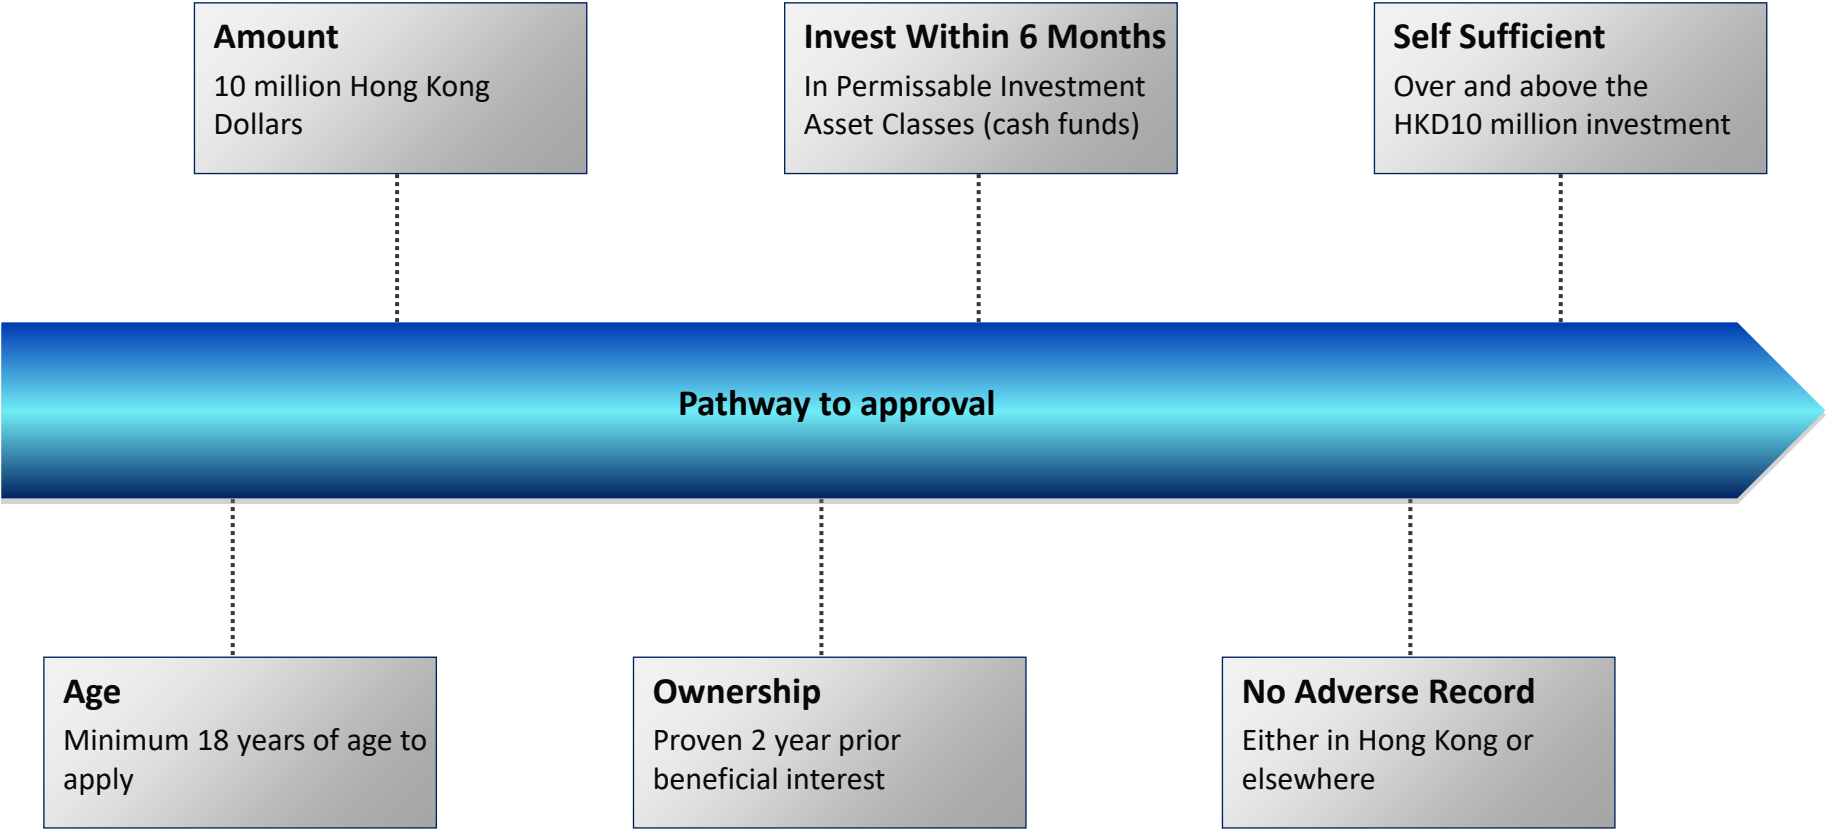 Amount
10 million Hong Kong
Dollars
Invest Within 6 Months
In Permissable Investment
Asset Classes (cash funds)
Self Sufficient
Over and above the
HKD10 million investment
Pathway to approval
Age
Minimum 18 years of age to
apply
Ownership
Proven 2 year prior
beneficial interest
No Adverse Record
Either in Hong Kong or
elsewhere